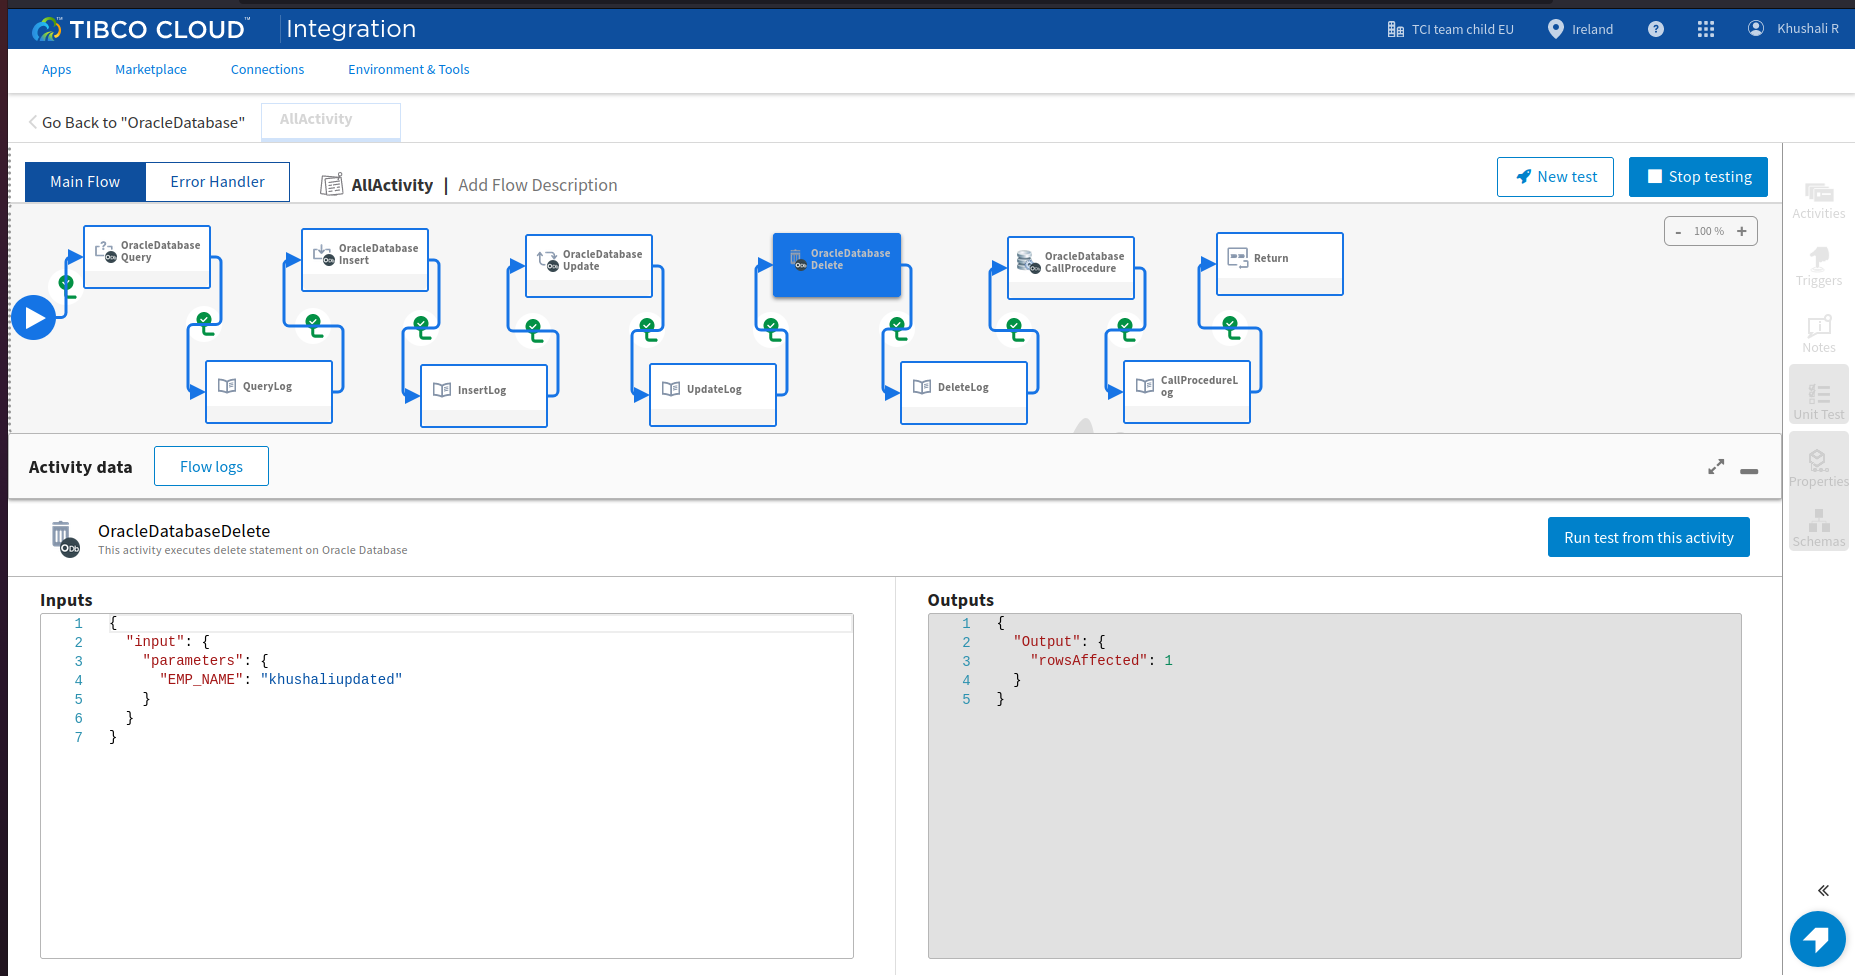 TIBCO CLOUD™ Integration
TCI team child EU
Ireland
?
Khushali R
Apps
Marketplace
Connections
Environment & Tools
Go Back to "OracleDatabase"
AllActivity
Main Flow
Error Handler
AllActivity | Add Flow Description
New test
Stop testing
- 100 % +
OracleDatabase
Query
OracleDatabase
Insert
OracleDatabase
Update
OracleDatabase
Delete
OracleDatabase
CallProcedure
Return
QueryLog
InsertLog
UpdateLog
DeleteLog
CallProcedureL
og
Activities
Triggers
Notes
Unit Test
Properties
Schemas
Activity data
Flow logs
ODb
OracleDatabaseDelete
This activity executes delete statement on Oracle Database
Run test from this activity
Inputs
1 {
2 "input": {
3 "parameters": {
4 "EMP_NAME": "khushaliupdated"
5 }
6 }
7 }
Outputs
1 {
2 "Output": {
3 "rowsAffected": 1
4 }
5 }